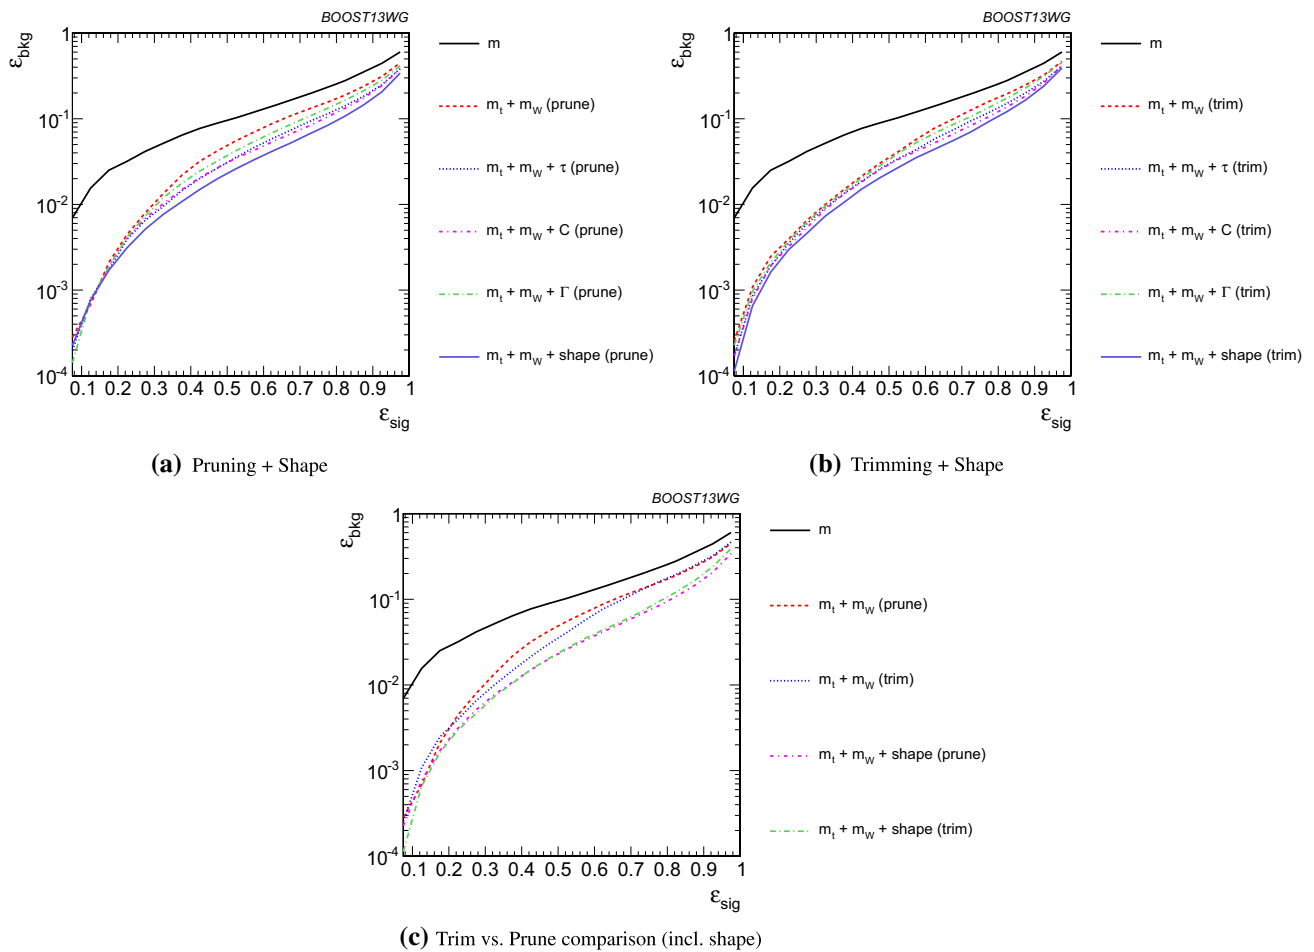 BOOST13WG
ε_bkg
1
10⁻¹
10⁻²
10⁻³
10⁻⁴
0.1 0.2 0.3 0.4 0.5 0.6 0.7 0.8 0.9 1
ε_sig
m
m_t + m_W (prune)
m_t + m_W + τ (prune)
m_t + m_W + C (prune)
m_t + m_W + Γ (prune)
m_t + m_W + shape (prune)
(a) Pruning + Shape
BOOST13WG
ε_bkg
1
10⁻¹
10⁻²
10⁻³
10⁻⁴
0.1 0.2 0.3 0.4 0.5 0.6 0.7 0.8 0.9 1
ε_sig
m
m_t + m_W (trim)
m_t + m_W + τ (trim)
m_t + m_W + C (trim)
m_t + m_W + Γ (trim)
m_t + m_W + shape (trim)
(b) Trimming + Shape
BOOST13WG
ε_bkg
1
10⁻¹
10⁻²
10⁻³
10⁻⁴
0.1 0.2 0.3 0.4 0.5 0.6 0.7 0.8 0.9 1
ε_sig
m
m_t + m_W (prune)
m_t + m_W (trim)
m_t + m_W + shape (prune)
m_t + m_W + shape (trim)
(c) Trim vs. Prune comparison (incl. shape)